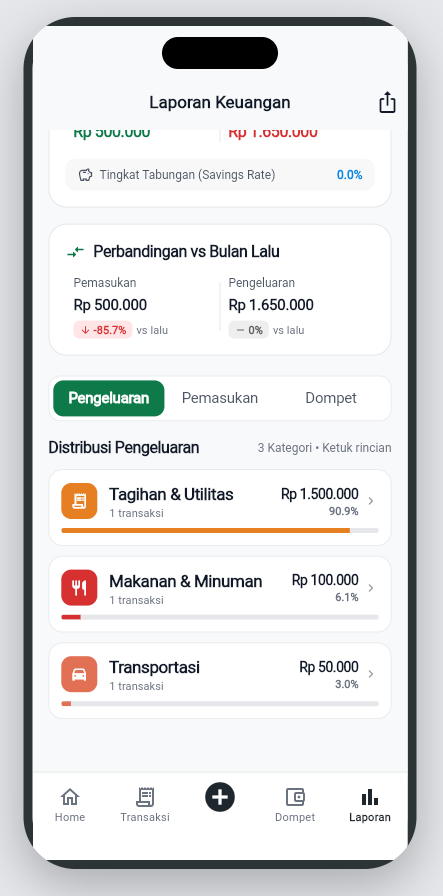 Laporan Keuangan
Rp 500.000 Rp 1.650.000
Tingkat Tabungan (Savings Rate) 0.0%
Perbandingan vs Bulan Lalu
Pemasukan Pengeluaran
Rp 500.000 Rp 1.650.000
↓ -85.7% vs lalu — 0% vs lalu
Pengeluaran Pemasukan Dompet
Distribusi Pengeluaran 3 Kategori • Ketuk rincian
Tagihan & Utilitas Rp 1.500.000
1 transaksi 90.9%
Makanan & Minuman Rp 100.000
1 transaksi 6.1%
Transportasi Rp 50.000
1 transaksi 3.0%
Home Transaksi Dompet Laporan